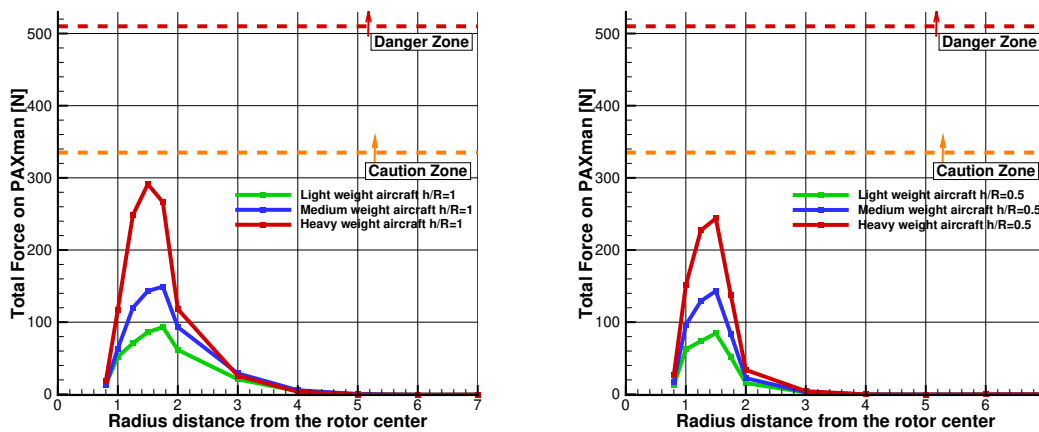 Total Force on PAXman [N]
500
400
300
200
100
0
0 1 2 3 4 5 6 7
Radius distance from the rotor center
Danger Zone
Caution Zone
Light weight aircraft h/R=1
Medium weight aircraft h/R=1
Heavy weight aircraft h/R=1
Total Force on PAXman [N]
500
400
300
200
100
0
0 1 2 3 4 5 6
Radius distance from the rotor center
Danger Zone
Caution Zone
Light weight aircraft h/R=0.5
Medium weight aircraft h/R=0.5
Heavy weight aircraft h/R=0.5